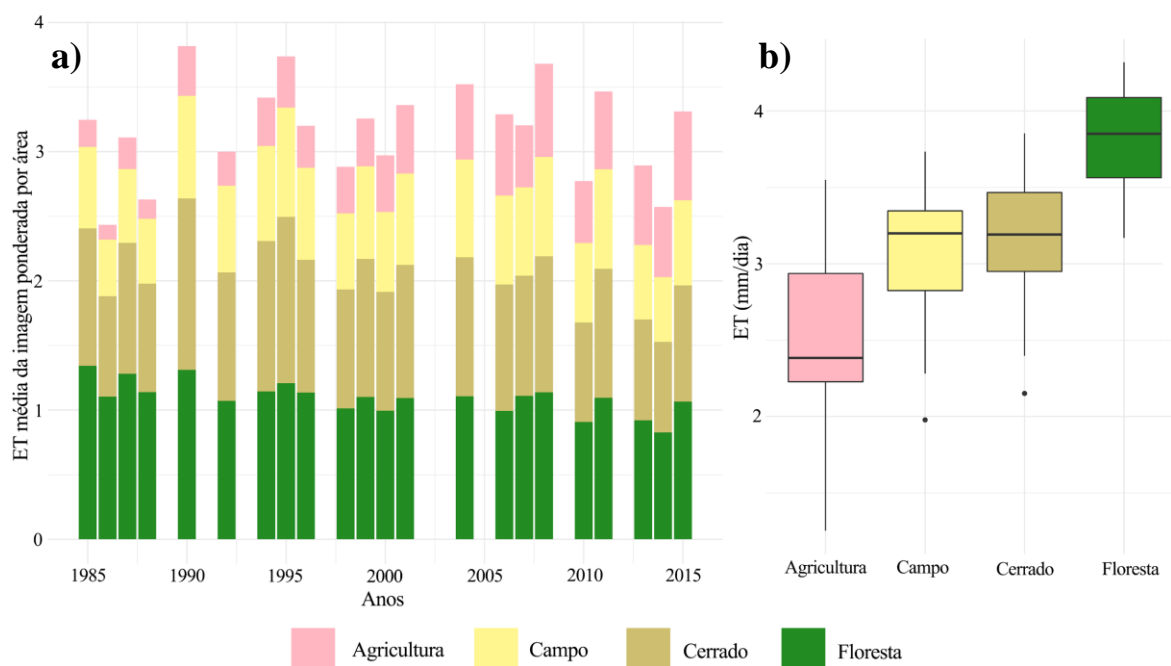 a)
ET média da imagem ponderada por área
4
3
2
1
0
1985 1990 1995 2000 2005 2010 2015
Anos
b)
ET (mm/dia)
4
3
2
Agricultura Campo Cerrado Floresta
Agricultura Campo Cerrado Floresta